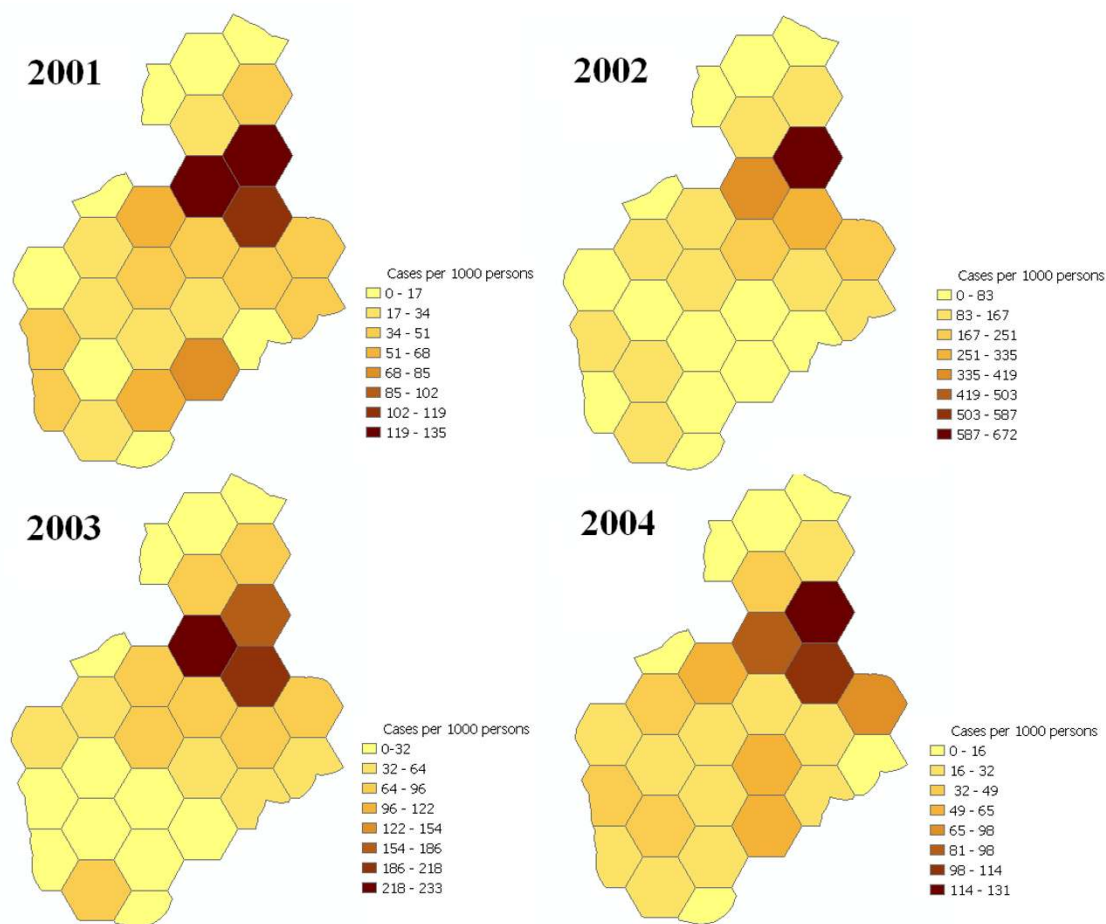 2001
Cases per 1000 persons
0 - 17
17 - 34
34 - 51
51 - 68
68 - 85
85 - 102
102 - 119
119 - 135
2002
Cases per 1000 persons
0 - 83
83 - 167
167 - 251
251 - 335
335 - 419
419 - 503
503 - 587
587 - 672
2003
Cases per 1000 persons
0-32
32 - 64
64 - 96
96 - 122
122 - 154
154 - 186
186 - 218
218 - 233
2004
Cases per 1000 persons
0 - 16
16 - 32
32 - 49
49 - 65
65 - 98
81 - 98
98 - 114
114 - 131